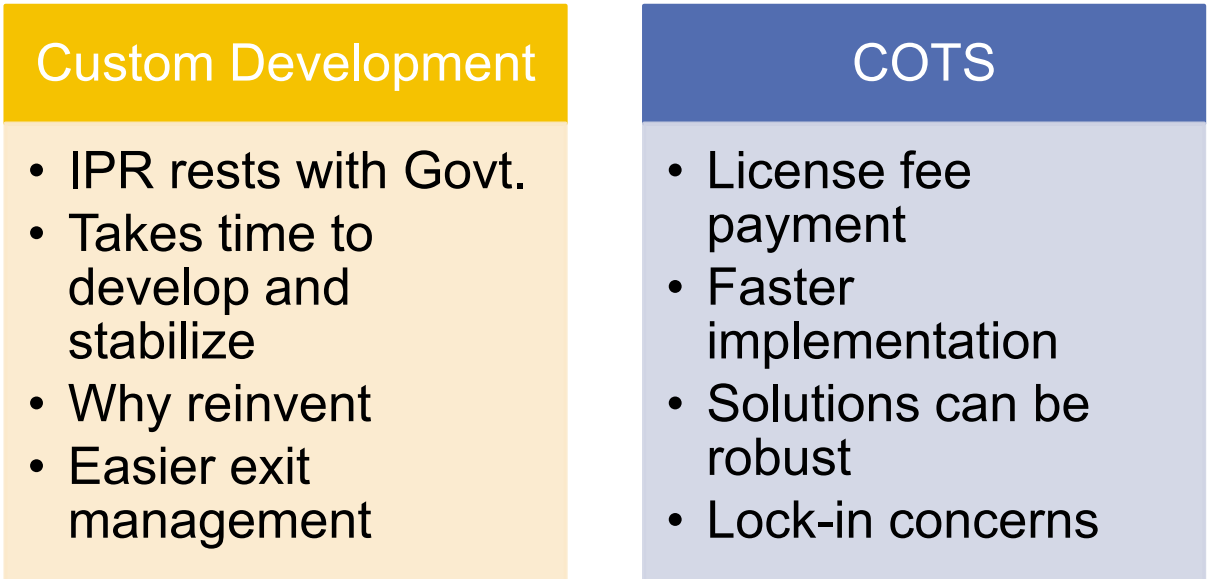 Custom Development
• IPR rests with Govt.
• Takes time to
develop and
stabilize
• Why reinvent
• Easier exit
management
COTS
• License fee
payment
• Faster
implementation
• Solutions can be
robust
• Lock-in concerns